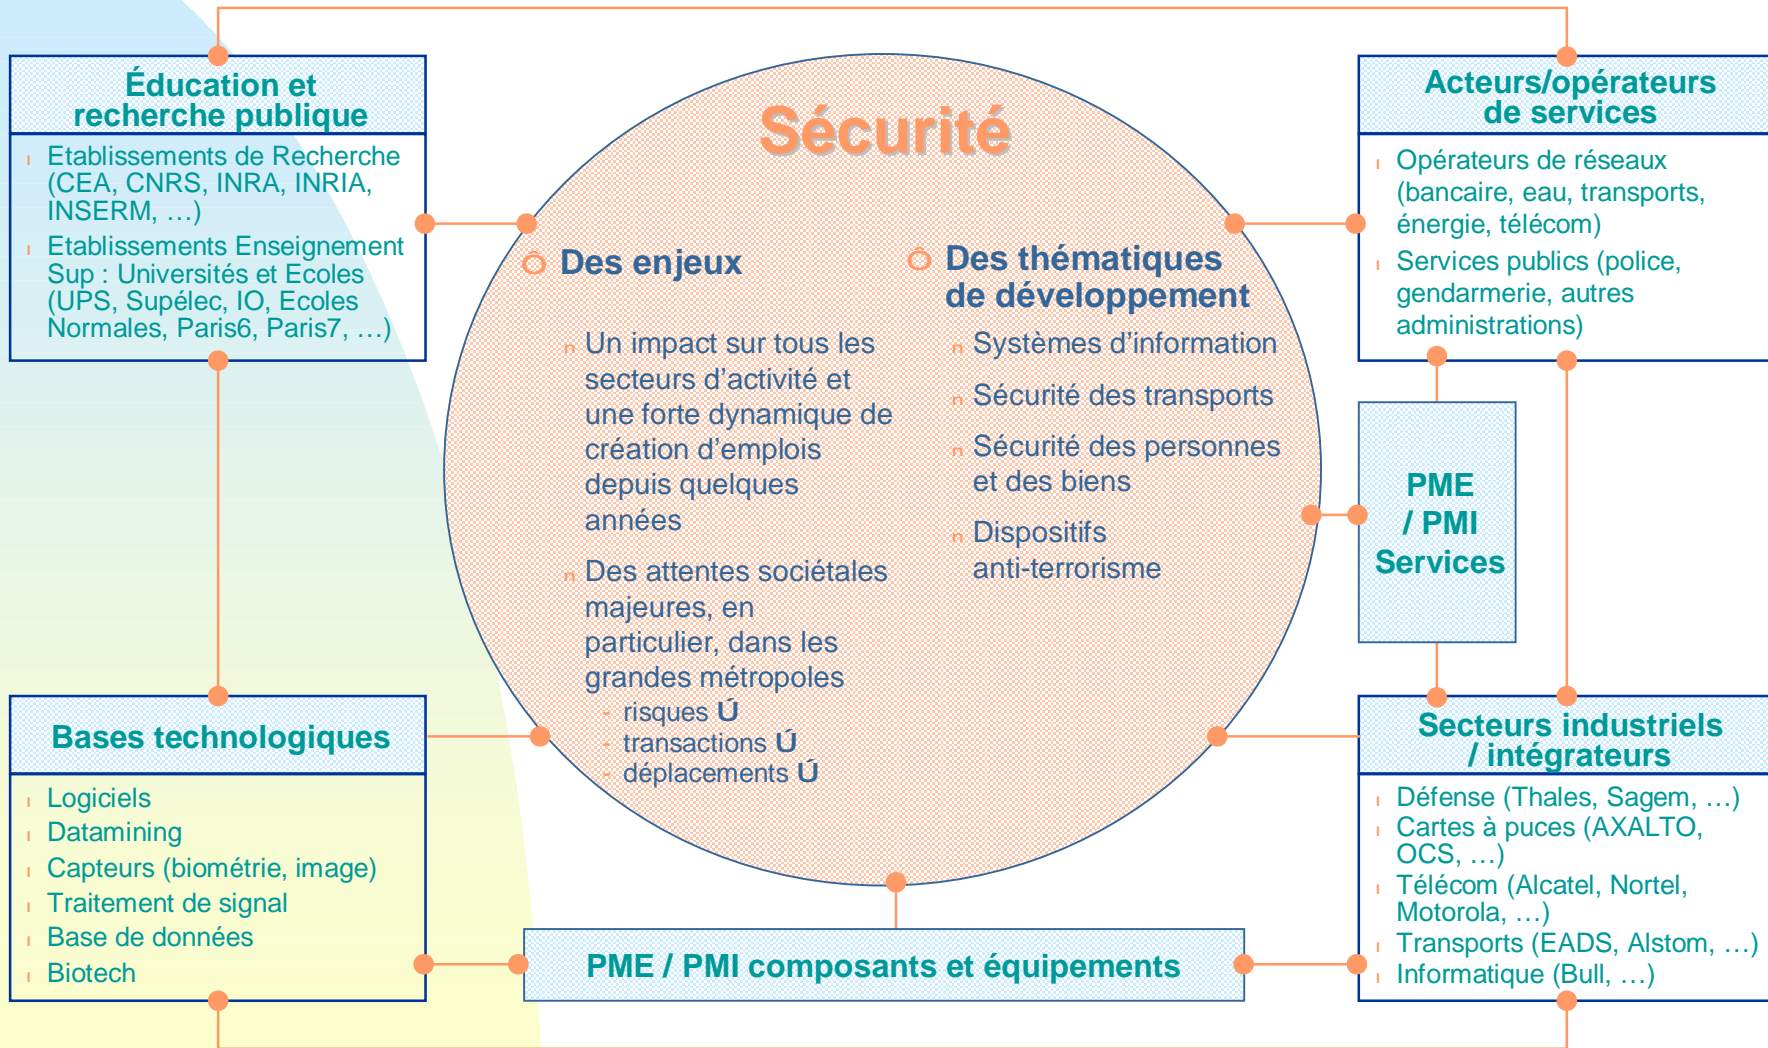 Éducation et
recherche publique
Etablissements de Recherche
(CEA, CNRS, INRA, INRIA,
INSERM, …)
Etablissements Enseignement
Sup : Universités et Ecoles
(UPS, Supélec, IO, Ecoles
Normales, Paris6, Paris7, …)
Sécurité
Ô Des enjeux
n Un impact sur tous les
secteurs d’activité et
une forte dynamique de
création d’emplois
depuis quelques
années
n Des attentes sociétales
majeures, en
particulier, dans les
grandes métropoles
- risques Ú
- transactions Ú
- déplacements Ú
Ô Des thématiques
de développement
n Systèmes d’information
n Sécurité des transports
n Sécurité des personnes
et des biens
n Dispositifs
anti-terrorisme
Acteurs/opérateurs
de services
l Opérateurs de réseaux
(bancaire, eau, transports,
énergie, télécom)
l Services publics (police,
gendarmerie, autres
administrations)
PME
/ PMI
Services
Bases technologiques
l Logiciels
l Datamining
l Capteurs (biométrie, image)
l Traitement de signal
l Base de données
l Biotech
PME / PMI composants et équipements
Secteurs industriels
/ intégrateurs
l Défense (Thales, Sagem, …)
l Cartes à puces (AXALTO,
OCS, …)
l Télécom (Alcatel, Nortel,
Motorola, …)
l Transports (EADS, Alstom, …)
l Informatique (Bull, …)